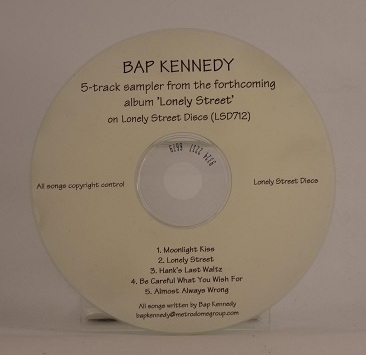 BAP KENNEDY
5-track sampler from the forthcoming
album 'Lonely Street'
on Lonely Street Discs (LSD712)
All songs copyright control
Lonely Street Discs
1. Moonlight Kiss
2. Lonely Street
3. Hank's Last Waltz
4. Be Careful What You Wish For
5. Almost Always Wrong
All songs written by Bap Kennedy
bapkennedy@metrodomegroup.com